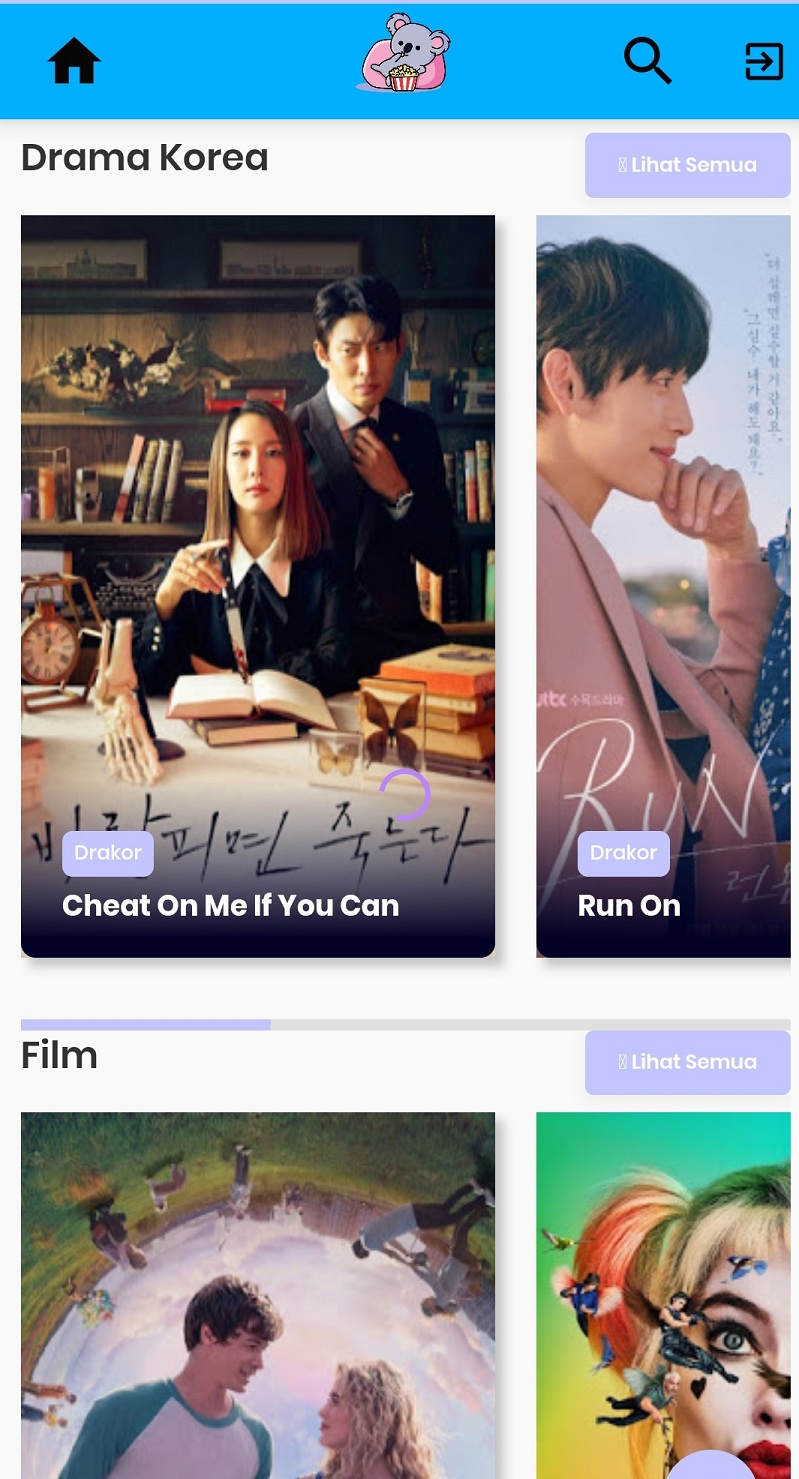 Drama Korea
Lihat Semua
바람피면 죽는다
Drakor
Cheat On Me If You Can
"더 설레면 실수할 거 같아요."
"그 실수, 내가 해도 돼요?"
jtbc 수목드라마
RUN
런온
Drakor
Run On
Film
Lihat Semua